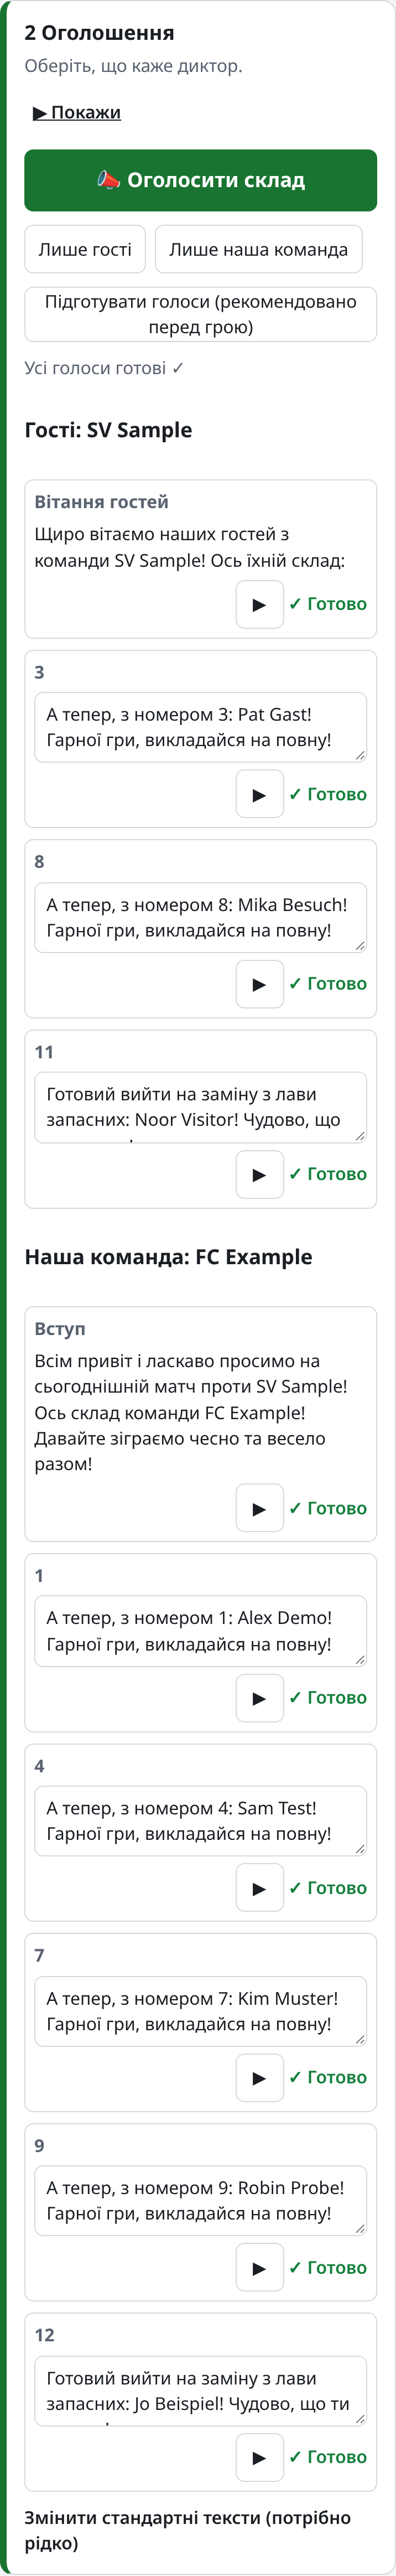 2 Оголошення
Оберіть, що каже диктор.
▶ Покажи
📣 Оголосити склад
Лише гості
Лише наша команда
Підготувати голоси (рекомендовано
перед грою)
Усі голоси готові ✓
Гості: SV Sample
Вітання гостей
Щиро вітаємо наших гостей з
команди SV Sample! Ось їхній склад:
▶ ✓ Готово
3
А тепер, з номером 3: Pat Gast!
Гарної гри, викладайся на повну!
▶ ✓ Готово
8
А тепер, з номером 8: Mika Besuch!
Гарної гри, викладайся на повну!
▶ ✓ Готово
11
Готовий вийти на заміну з лави
запасних: Noor Visitor! Чудово, що
▶ ✓ Готово
Наша команда: FC Example
Вступ
Всім привіт і ласкаво просимо на
сьогоднішній матч проти SV Sample!
Ось склад команди FC Example!
Давайте зіграємо чесно та весело
разом!
▶ ✓ Готово
1
А тепер, з номером 1: Alex Demo!
Гарної гри, викладайся на повну!
▶ ✓ Готово
4
А тепер, з номером 4: Sam Test!
Гарної гри, викладайся на повну!
▶ ✓ Готово
7
А тепер, з номером 7: Kim Muster!
Гарної гри, викладайся на повну!
▶ ✓ Готово
9
А тепер, з номером 9: Robin Probe!
Гарної гри, викладайся на повну!
▶ ✓ Готово
12
Готовий вийти на заміну з лави
запасних: Jo Beispiel! Чудово, що ти
▶ ✓ Готово
Змінити стандартні тексти (потрібно
рідко)